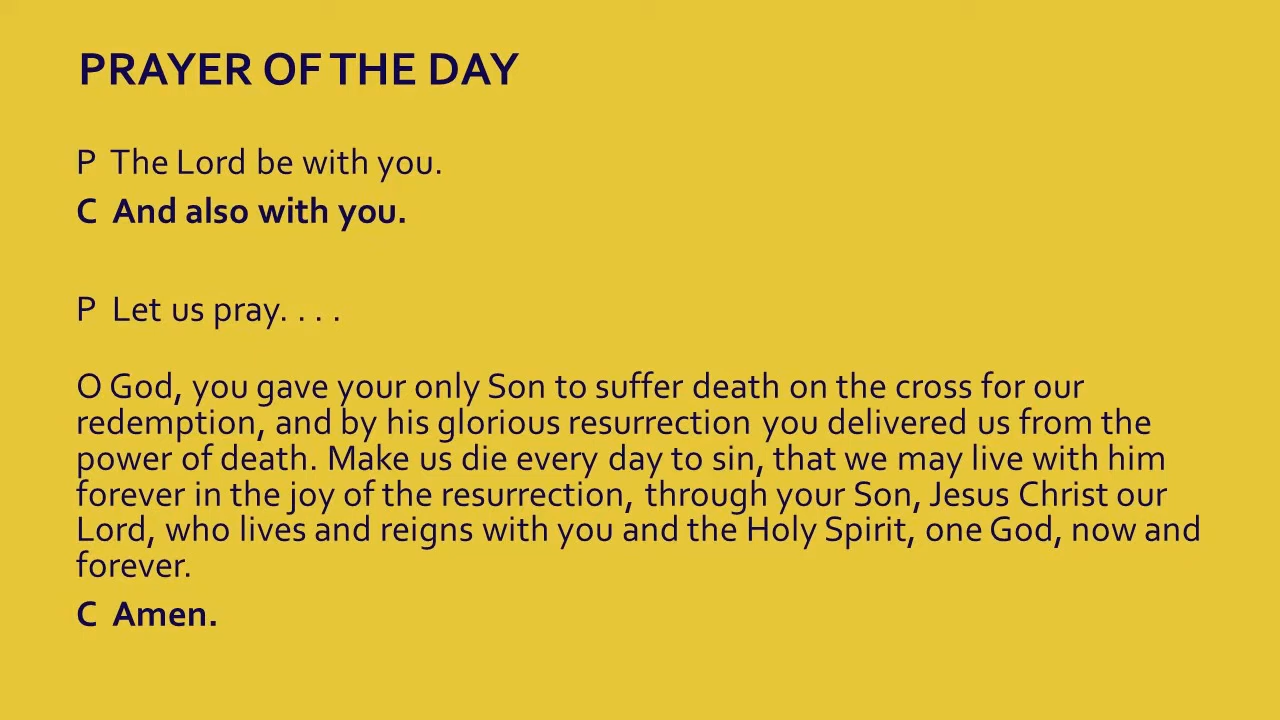 PRAYER OF THE DAY
P The Lord be with you.
C And also with you.
P Let us pray. . . .
O God, you gave your only Son to suffer death on the cross for our
redemption, and by his glorious resurrection you delivered us from the
power of death. Make us die every day to sin, that we may live with him
forever in the joy of the resurrection, through your Son, Jesus Christ our
Lord, who lives and reigns with you and the Holy Spirit, one God, now and
forever.
C Amen.